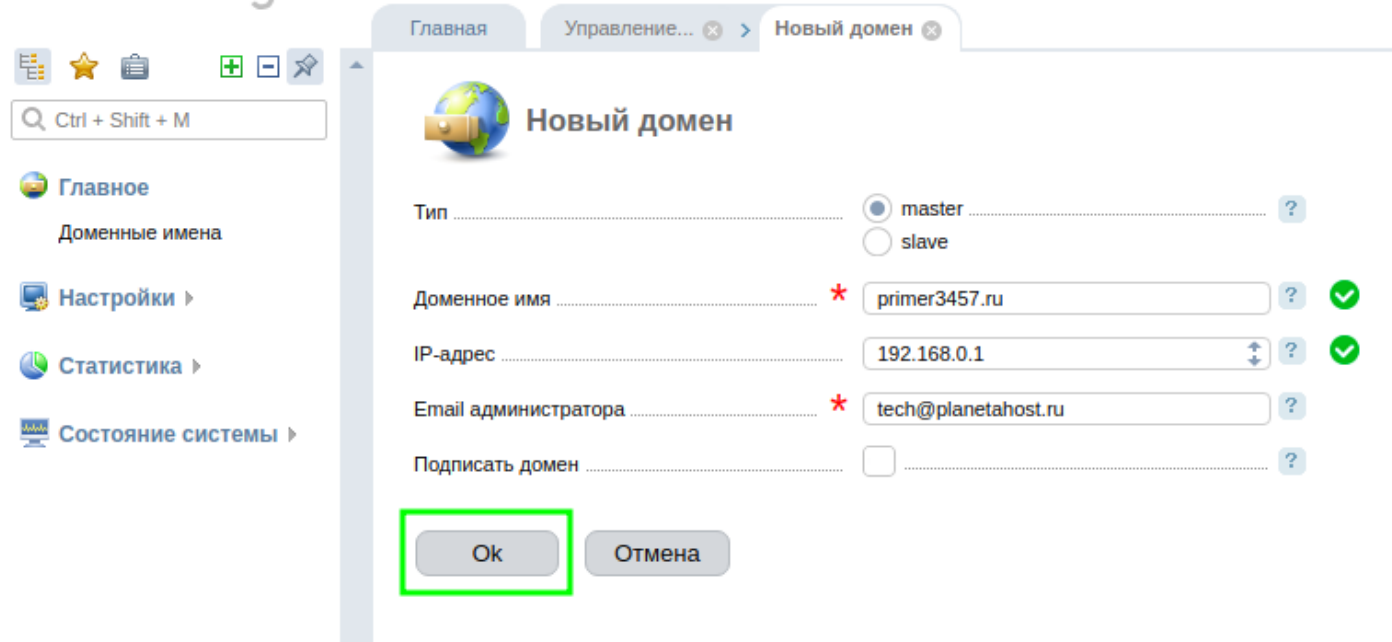 Главная
Управление...
Новый домен
Ctrl + Shift + M
Главное
Доменные имена
Настройки
Статистика
Состояние системы
Новый домен
Тип
master
?
slave
Доменное имя * primer3457.ru ?
IP-адрес 192.168.0.1 ?
Email администратора * tech@planetahost.ru ?
Подписать домен ?
Ok
Отмена